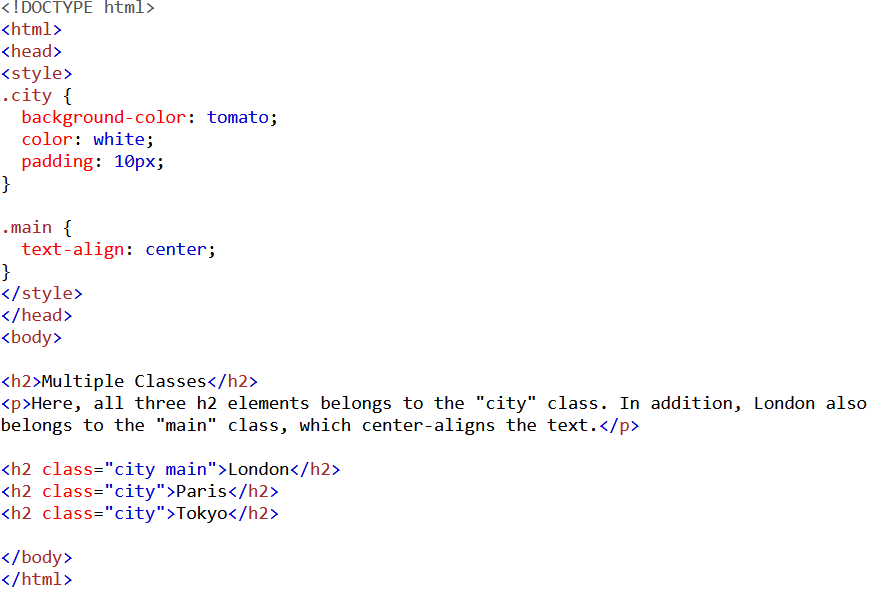 <!DOCTYPE html>
<html>
<head>
<style>
.city {
  background-color: tomato;
  color: white;
  padding: 10px;
}

.main {
  text-align: center;
}
</style>
</head>
<body>

<h2>Multiple Classes</h2>
<p>Here, all three h2 elements belongs to the "city" class. In addition, London also
belongs to the "main" class, which center-aligns the text.</p>

<h2 class="city main">London</h2>
<h2 class="city">Paris</h2>
<h2 class="city">Tokyo</h2>

</body>
</html>